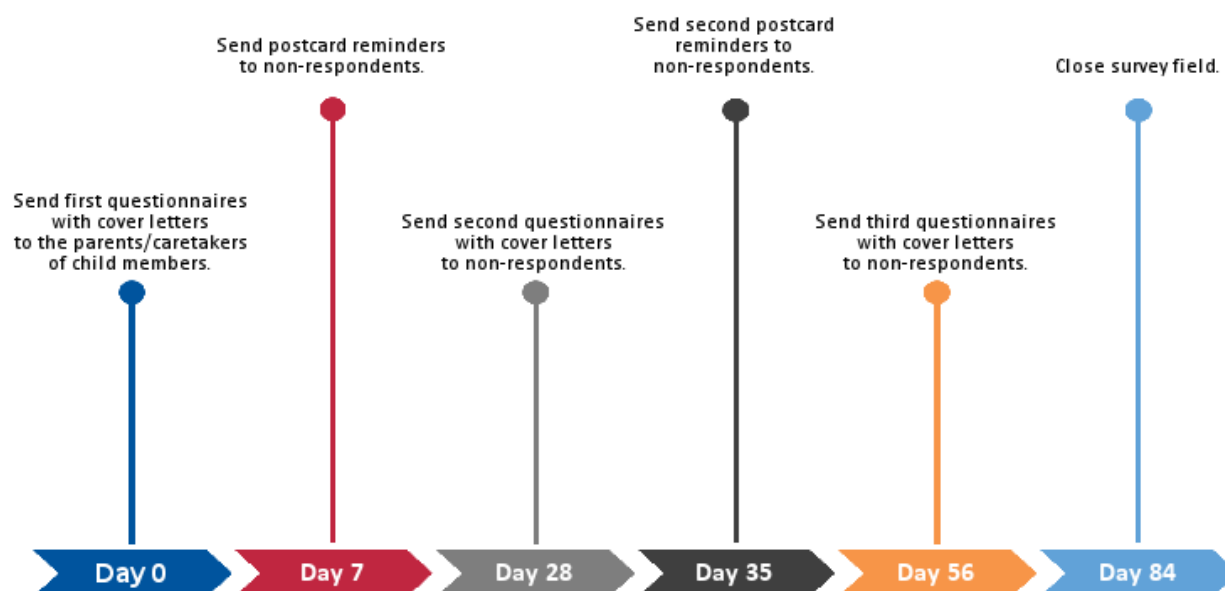 Send first questionnaires
with cover letters
to the parents/caretakers
of child members.
Send postcard reminders
to non-respondents.
Send second questionnaires
with cover letters
to non-respondents.
Send second postcard
reminders to
non-respondents.
Send third questionnaires
with cover letters
to non-respondents.
Close survey field.
Day 0
Day 7
Day 28
Day 35
Day 56
Day 84